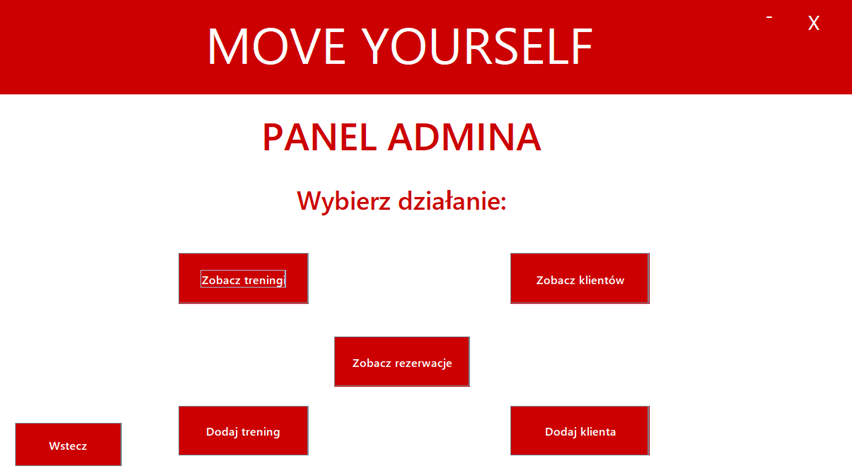 MOVE YOURSELF
-
X
PANEL ADMINA
Wybierz działanie:
Zobacz treningi
Zobacz klientów
Zobacz rezerwacje
Dodaj trening
Dodaj klienta
Wstecz